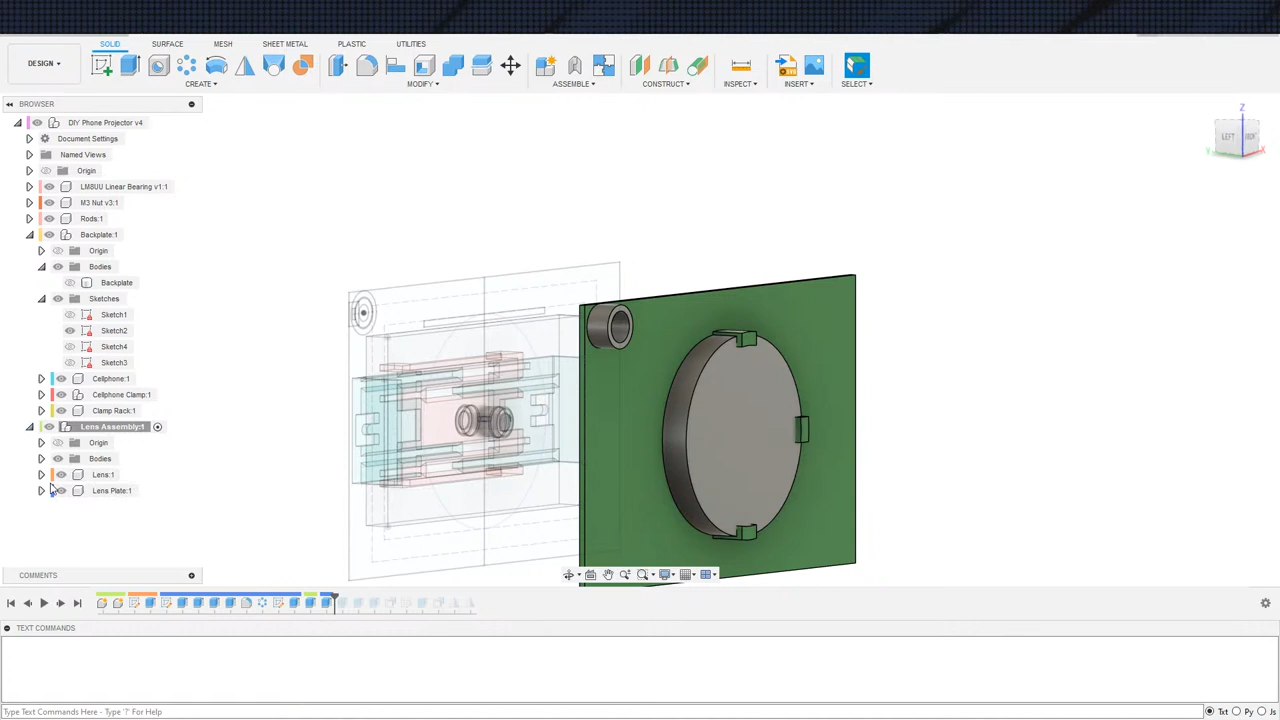 SOLID SURFACE MESH SHEET METAL PLASTIC UTILITIES
DESIGN
CREATE MODIFY ASSEMBLE CONSTRUCT INSPECT INSERT SELECT
BROWSER
DIY Phone Projector v4
Document Settings
Named Views
Origin
LM8UU Linear Bearing v1:1
M3 Nut v3:1
Rods:1
Backplate:1
Origin
Bodies
Backplate
Sketches
Sketch1
Sketch2
Sketch4
Sketch3
Cellphone:1
Cellphone Clamp:1
Clamp Rack:1
Lens Assembly:1
Origin
Bodies
Lens:1
Lens Plate:1
Z
LEFT
Y
X
COMMENTS
TEXT COMMANDS
Type Text Commands Here - Type '?' For Help
Txt Py Js